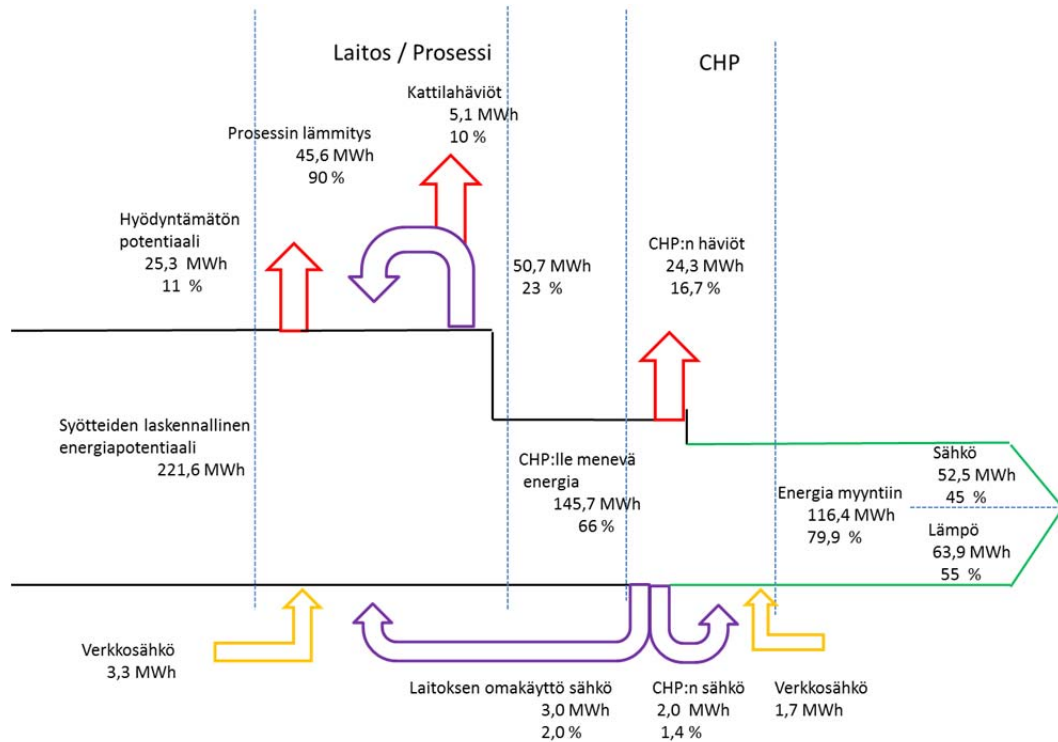 Laitos / Prosessi
CHP
Kattilahäviöt
5,1 MWh
10 %
Prosessin lämmitys
45,6 MWh
90 %
Hyödyntämätön
potentiaali
25,3 MWh
11 %
50,7 MWh
23 %
CHP:n häviöt
24,3 MWh
16,7 %
Syötteiden laskennallinen
energiapotentiaali
221,6 MWh
CHP:lle menevä
energia
145,7 MWh
66 %
Energia myyntiin
116,4 MWh
79,9 %
Sähkö
52,5 MWh
45 %
Lämpö
63,9 MWh
55 %
Verkkosähkö
3,3 MWh
Laitoksen omakäyttö sähkö
3,0 MWh
2,0 %
CHP:n sähkö
2,0 MWh
1,4 %
Verkkosähkö
1,7 MWh